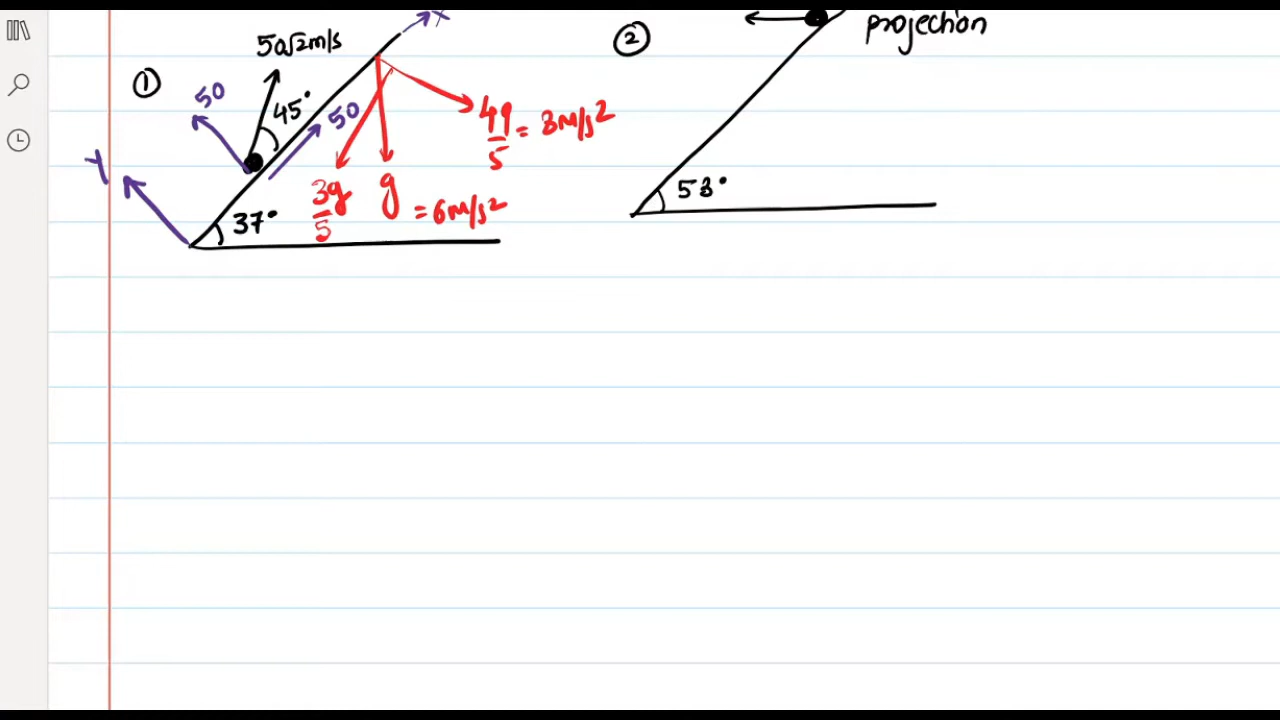 ①
50√2m/s
X
50
45°
50
Y
37°
3g/5 = 6m/s²
g
4g/5 = 8m/s²
②
projection
53°